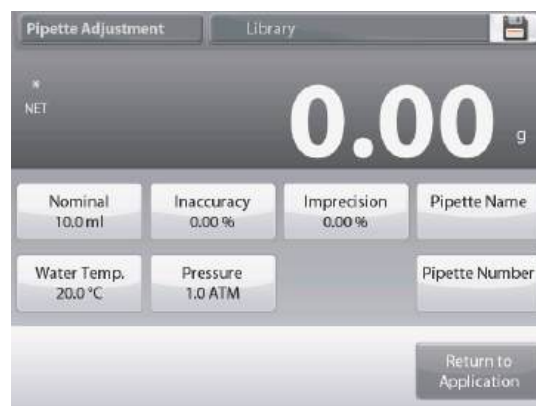 Pipette Adjustment
Library
*
NET
0.00 g
Nominal
10.0 ml
Inaccuracy
0.00 %
Imprecision
0.00 %
Pipette Name
Water Temp.
20.0 °C
Pressure
1.0 ATM
Pipette Number
Return to
Application